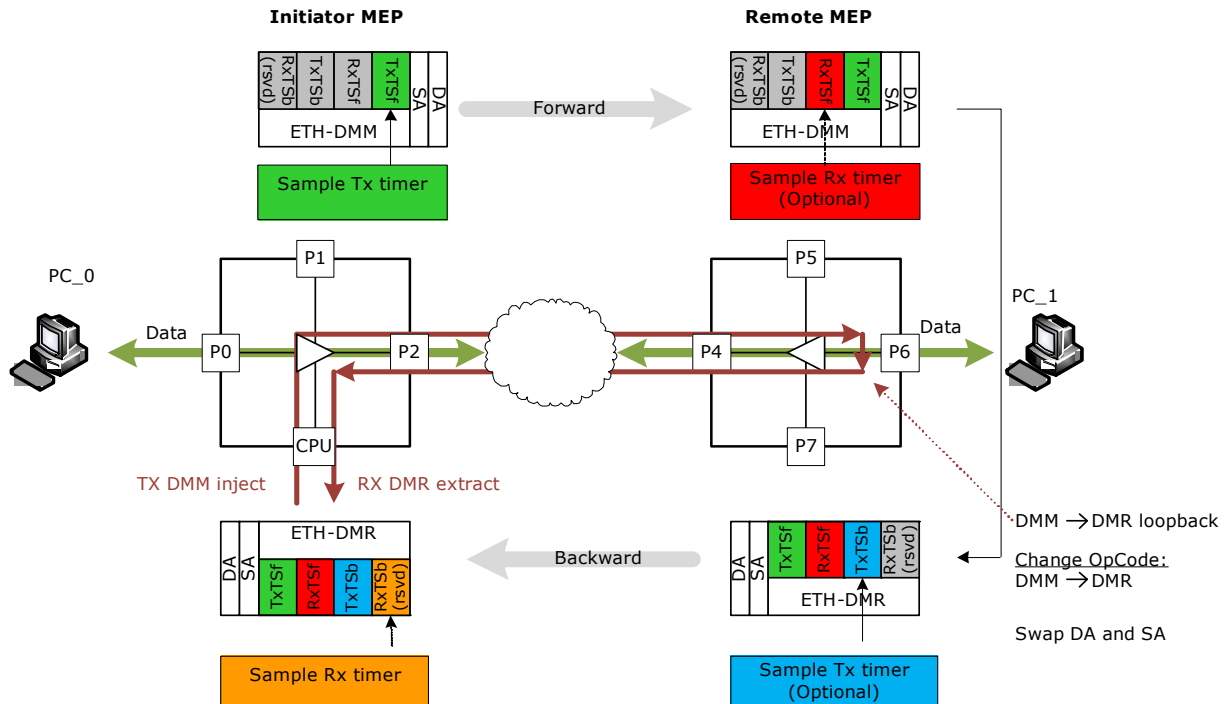 Initiator MEP
Remote MEP
RxTSb
(rsvd)
TxTSb
RxTSf
TxTSf
SA
DA
ETH-DMM
Forward
RxTSb
(rsvd)
TxTSb
RxTSf
TxTSf
SA
DA
ETH-DMM
Sample Tx timer
Sample Rx timer
(Optional)
PC_0
P1
P5
PC_1
Data
P0
P2
P4
P6
Data
CPU
P7
TX DMM inject
RX DMR extract
DMM → DMR loopback
Change OpCode:
DMM → DMR
Swap DA and SA
DA
SA
ETH-DMR
TxTSf
RxTSf
TxTSb
RxTSb
(rsvd)
Backward
DA
SA
TxTSf
RxTSf
TxTSb
RxTSb
(rsvd)
ETH-DMR
Sample Rx timer
Sample Tx timer
(Optional)